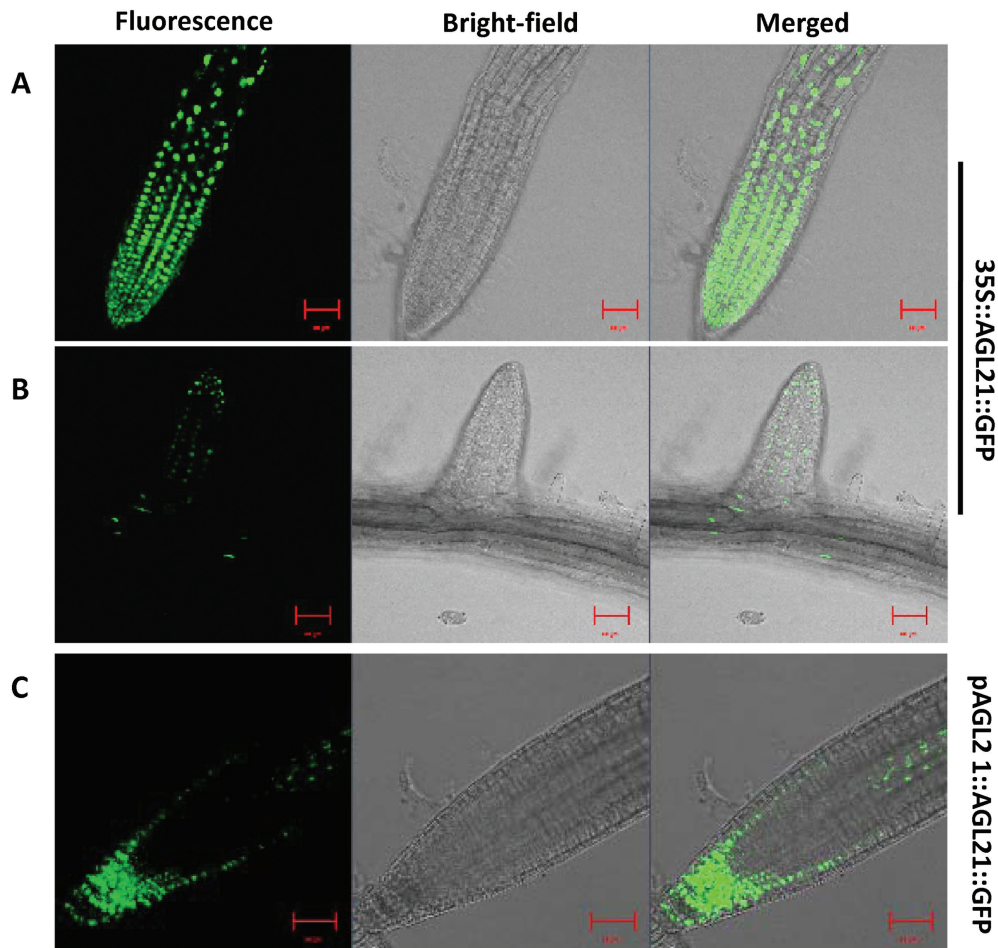 Fluorescence
Bright-field
Merged
A
35S::AGL21::GFP
B
C
pAGL2 1::AGL21::GFP